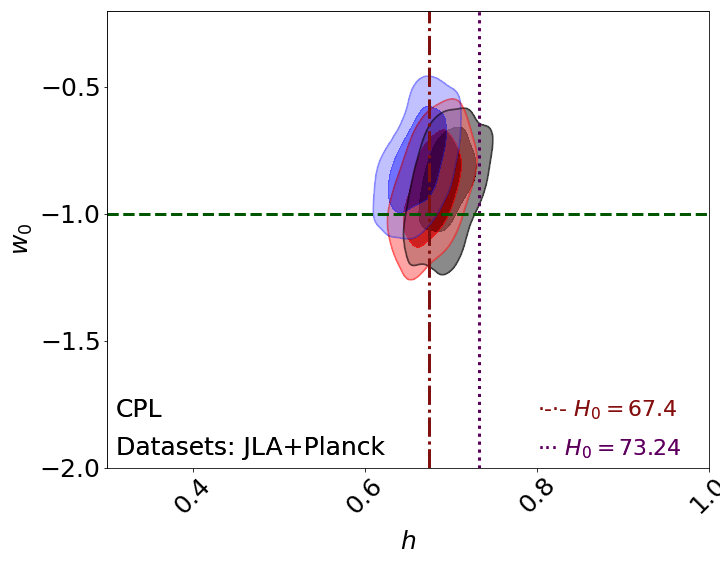 −0.5
−1.0
−1.5
−2.0
w₀
CPL
Datasets: JLA+Planck
·-·- H₀ = 67.4
··· H₀ = 73.24
0.4
0.6
0.8
1.0
h